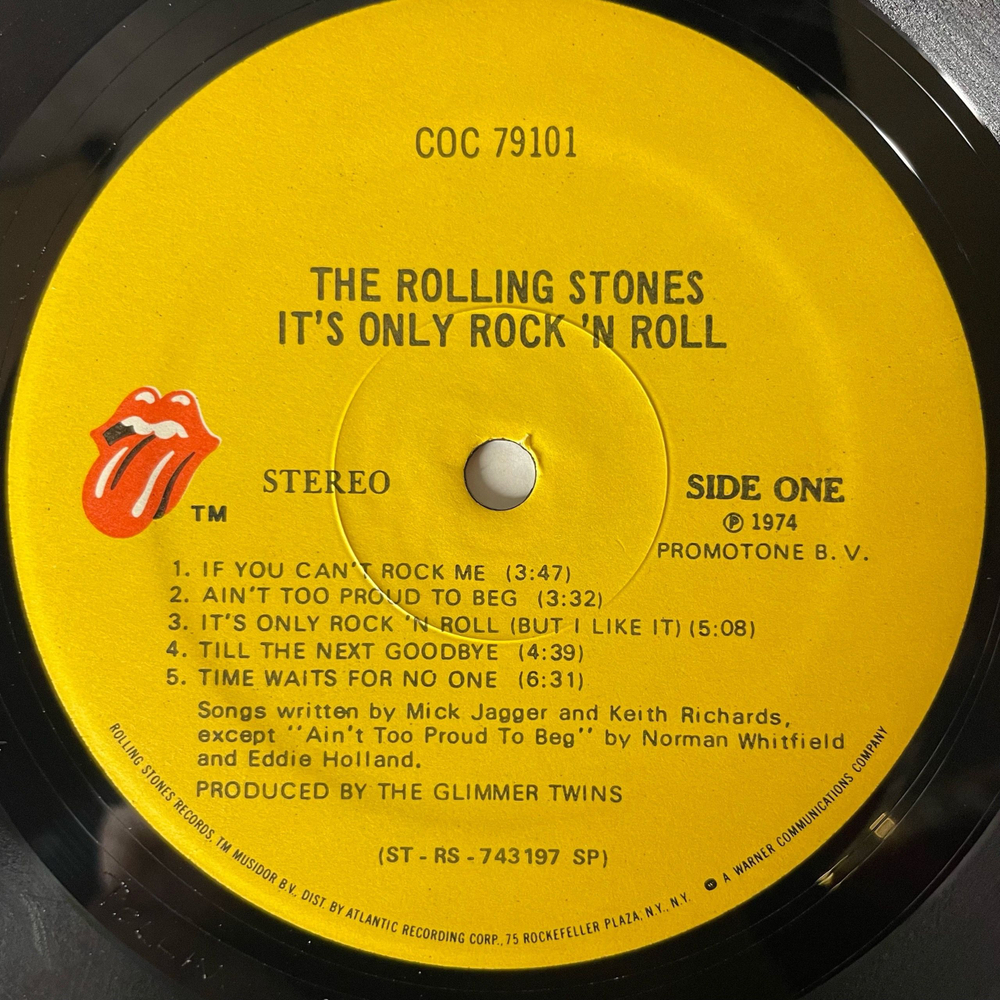 COC 79101
THE ROLLING STONES
IT'S ONLY ROCK 'N ROLL
STEREO
TM
SIDE ONE
℗ 1974
PROMOTONE B. V.
1. IF YOU CAN'T ROCK ME (3:47)
2. AIN'T TOO PROUD TO BEG (3:32)
3. IT'S ONLY ROCK 'N ROLL (BUT I LIKE IT) (5:08)
4. TILL THE NEXT GOODBYE (4:39)
5. TIME WAITS FOR NO ONE (6:31)
Songs written by Mick Jagger and Keith Richards,
except "Ain't Too Proud To Beg" by Norman Whitfield
and Eddie Holland.
PRODUCED BY THE GLIMMER TWINS
(ST - RS - 743197 SP)
ROLLING STONES RECORDS, TM MUSIDOR B.V., DIST. BY ATLANTIC RECORDING CORP., 75 ROCKEFELLER PLAZA, N.Y., N.Y. A WARNER COMMUNICATIONS COMPANY